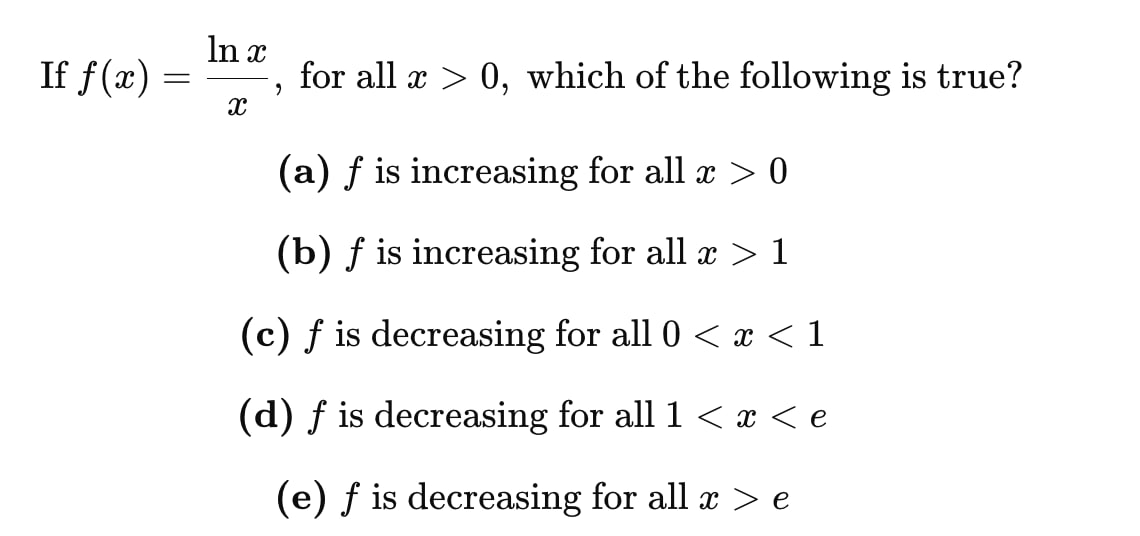 If f(x) = ln x / x, for all x > 0, which of the following is true?
(a) f is increasing for all x > 0
(b) f is increasing for all x > 1
(c) f is decreasing for all 0 < x < 1
(d) f is decreasing for all 1 < x < e
(e) f is decreasing for all x > e